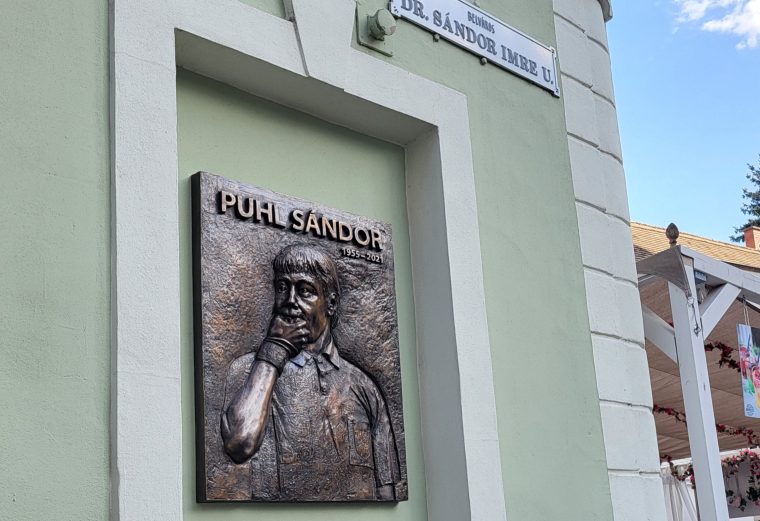 BELVÁROS
DR. SÁNDOR IMRE U.
PUHL SÁNDOR
1955–2021